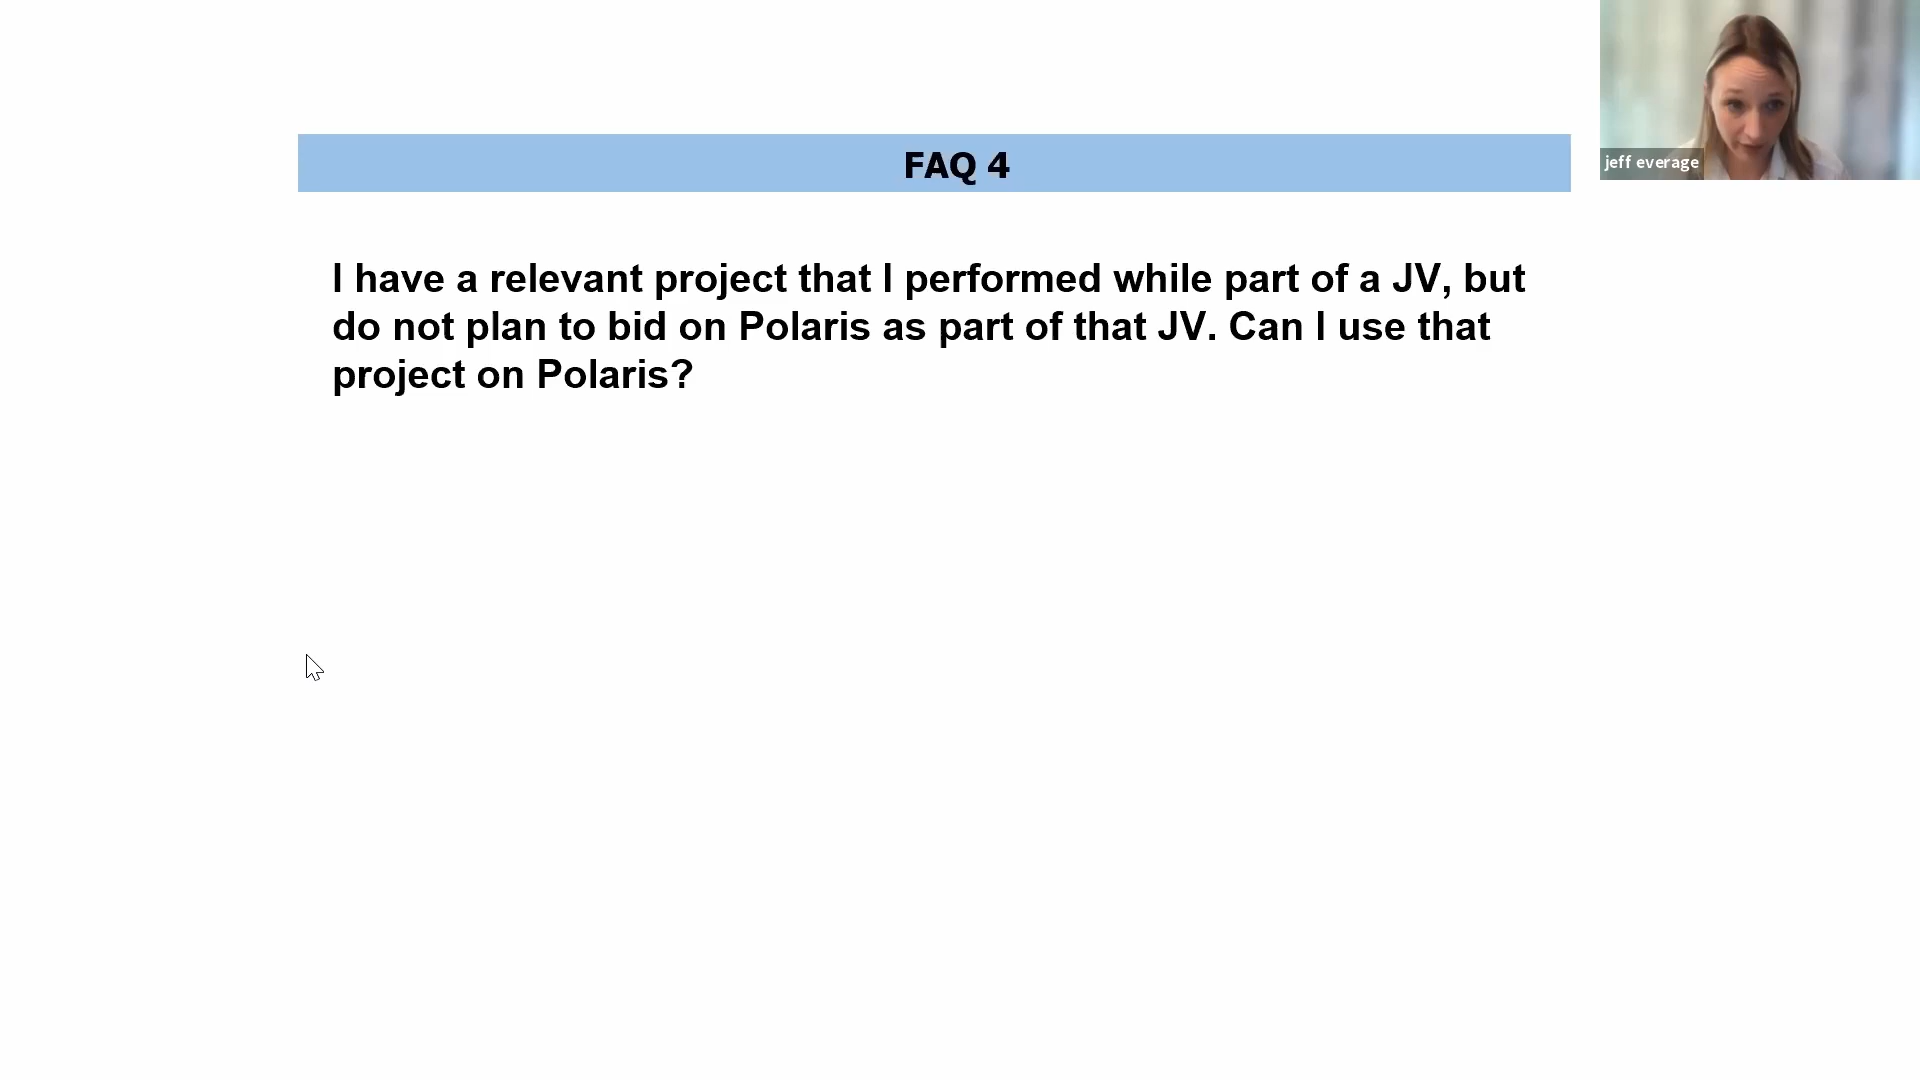 FAQ 4
jeff everage
I have a relevant project that I performed while part of a JV, but
do not plan to bid on Polaris as part of that JV. Can I use that
project on Polaris?